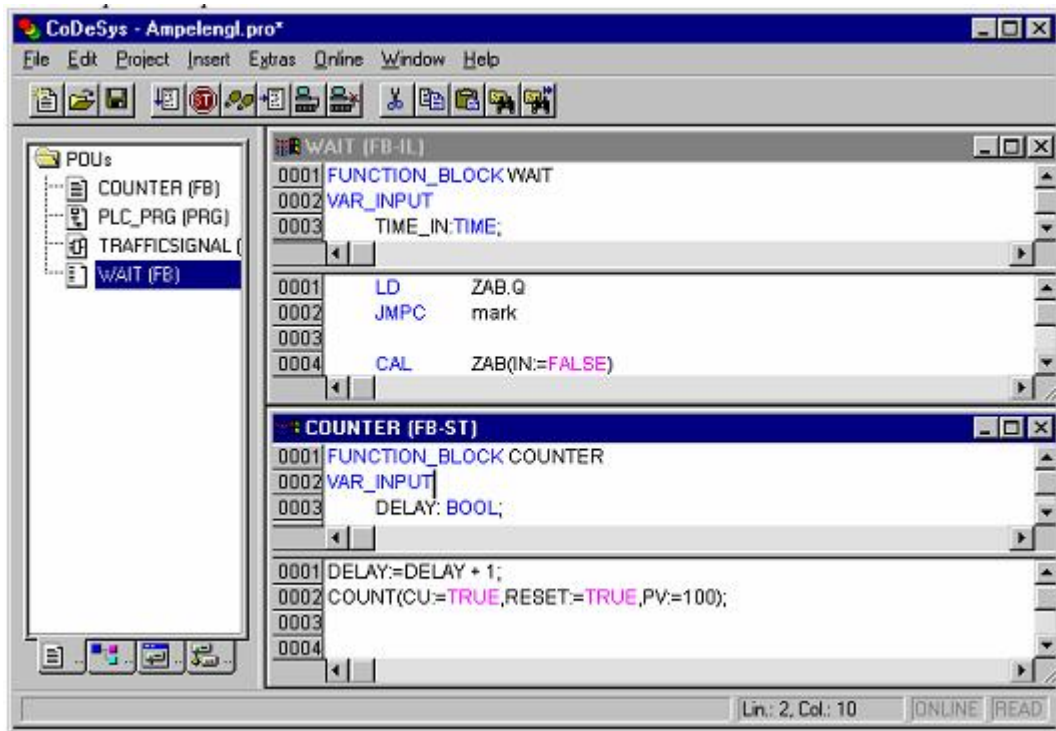 CoDeSys - Ampelengl.pro*
File Edit Project Insert Extras Online Window Help
ST
POUs
COUNTER (FB)
PLC_PRG (PRG)
TRAFFICSIGNAL (
WAIT (FB)
WAIT (FB-IL)
0001 FUNCTION_BLOCK WAIT
0002 VAR_INPUT
0003 TIME_IN:TIME;
0001 LD ZAB.Q
0002 JMPC mark
0003
0004 CAL ZAB(IN:=FALSE)
COUNTER (FB-ST)
0001 FUNCTION_BLOCK COUNTER
0002 VAR_INPUT
0003 DELAY: BOOL;
0001 DELAY:=DELAY + 1;
0002 COUNT(CU:=TRUE,RESET:=TRUE,PV:=100);
0003
0004
Lin.: 2, Col.: 10 ONLINE READ